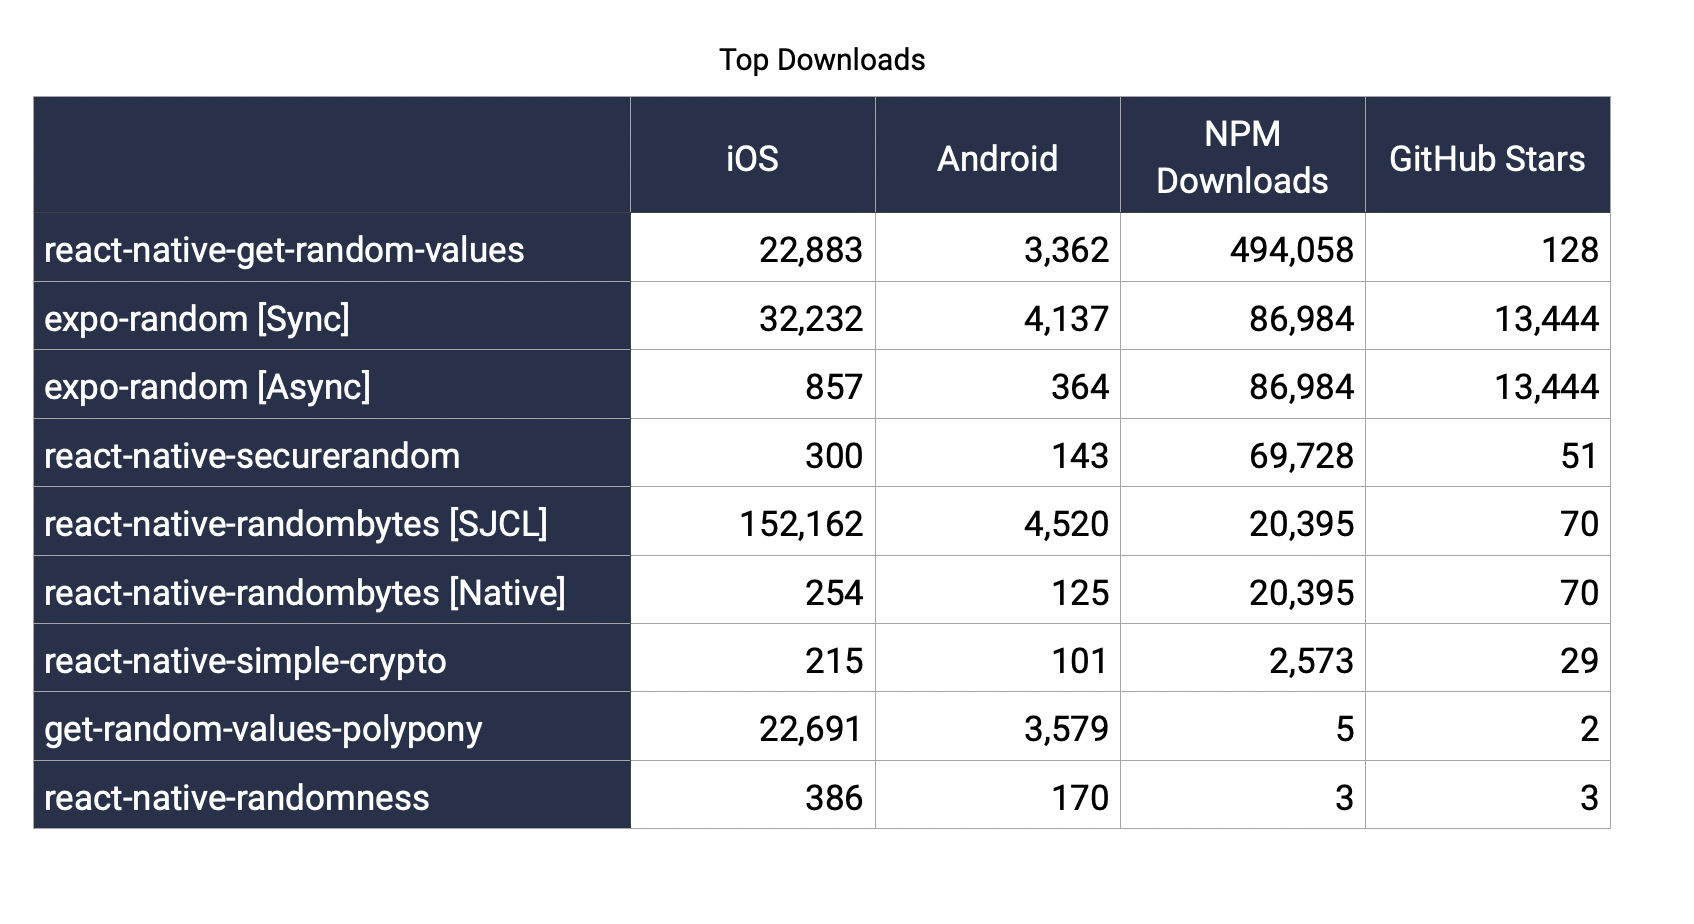 Top Downloads
iOS Android NPM Downloads GitHub Stars
react-native-get-random-values 22,883 3,362 494,058 128
expo-random [Sync] 32,232 4,137 86,984 13,444
expo-random [Async] 857 364 86,984 13,444
react-native-securerandom 300 143 69,728 51
react-native-randombytes [SJCL] 152,162 4,520 20,395 70
react-native-randombytes [Native] 254 125 20,395 70
react-native-simple-crypto 215 101 2,573 29
get-random-values-polypony 22,691 3,579 5 2
react-native-randomness 386 170 3 3